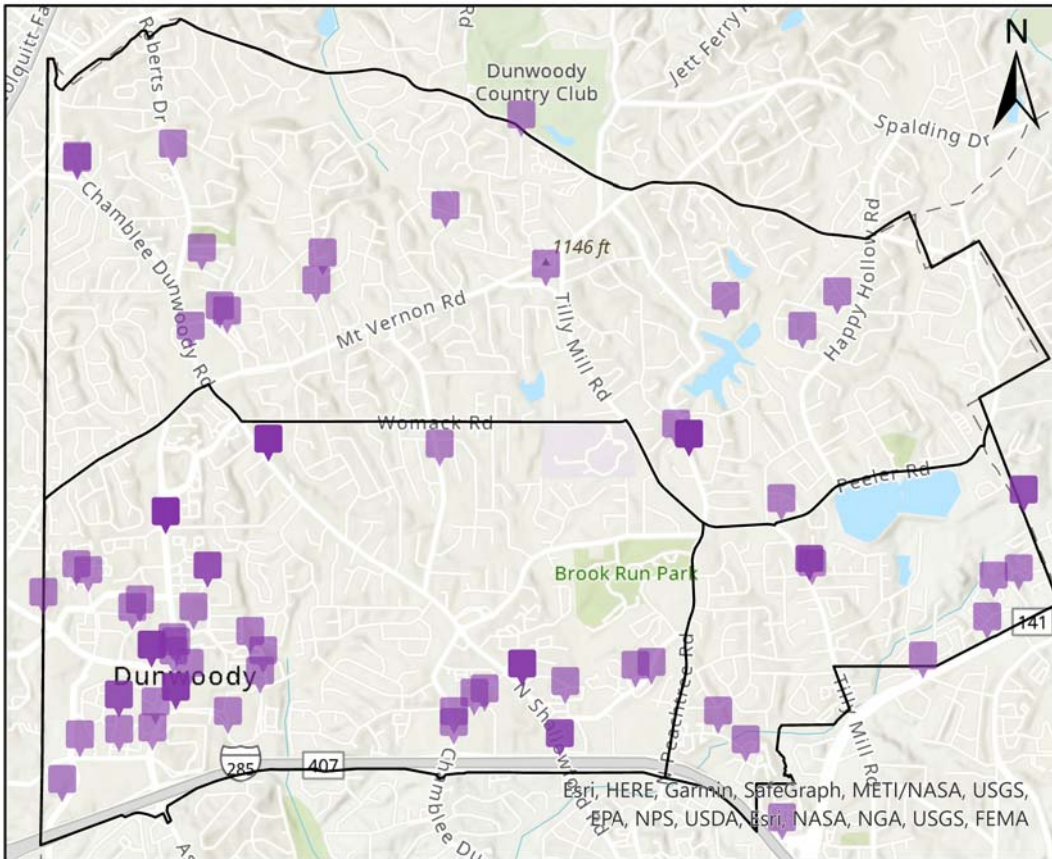 N
Rd
Roberts Dr
Jett Ferry
Dunwoody
Country Club
Spalding Dr
Chamblee Dunwoody Rd
Happy Hollow Rd
1146 ft
Mt Vernon Rd
Tilly Mill Rd
Womack Rd
Peeler Rd
Brook Run Park
141
Dunwoody
N Shallowford Rd
N Peachtree Rd
Tilly Mill Rd
285
407
Chamblee Du
As
Esri, HERE, Garmin, SafeGraph, METI/NASA, USGS,
EPA, NPS, USDA, Esri, NASA, NGA, USGS, FEMA